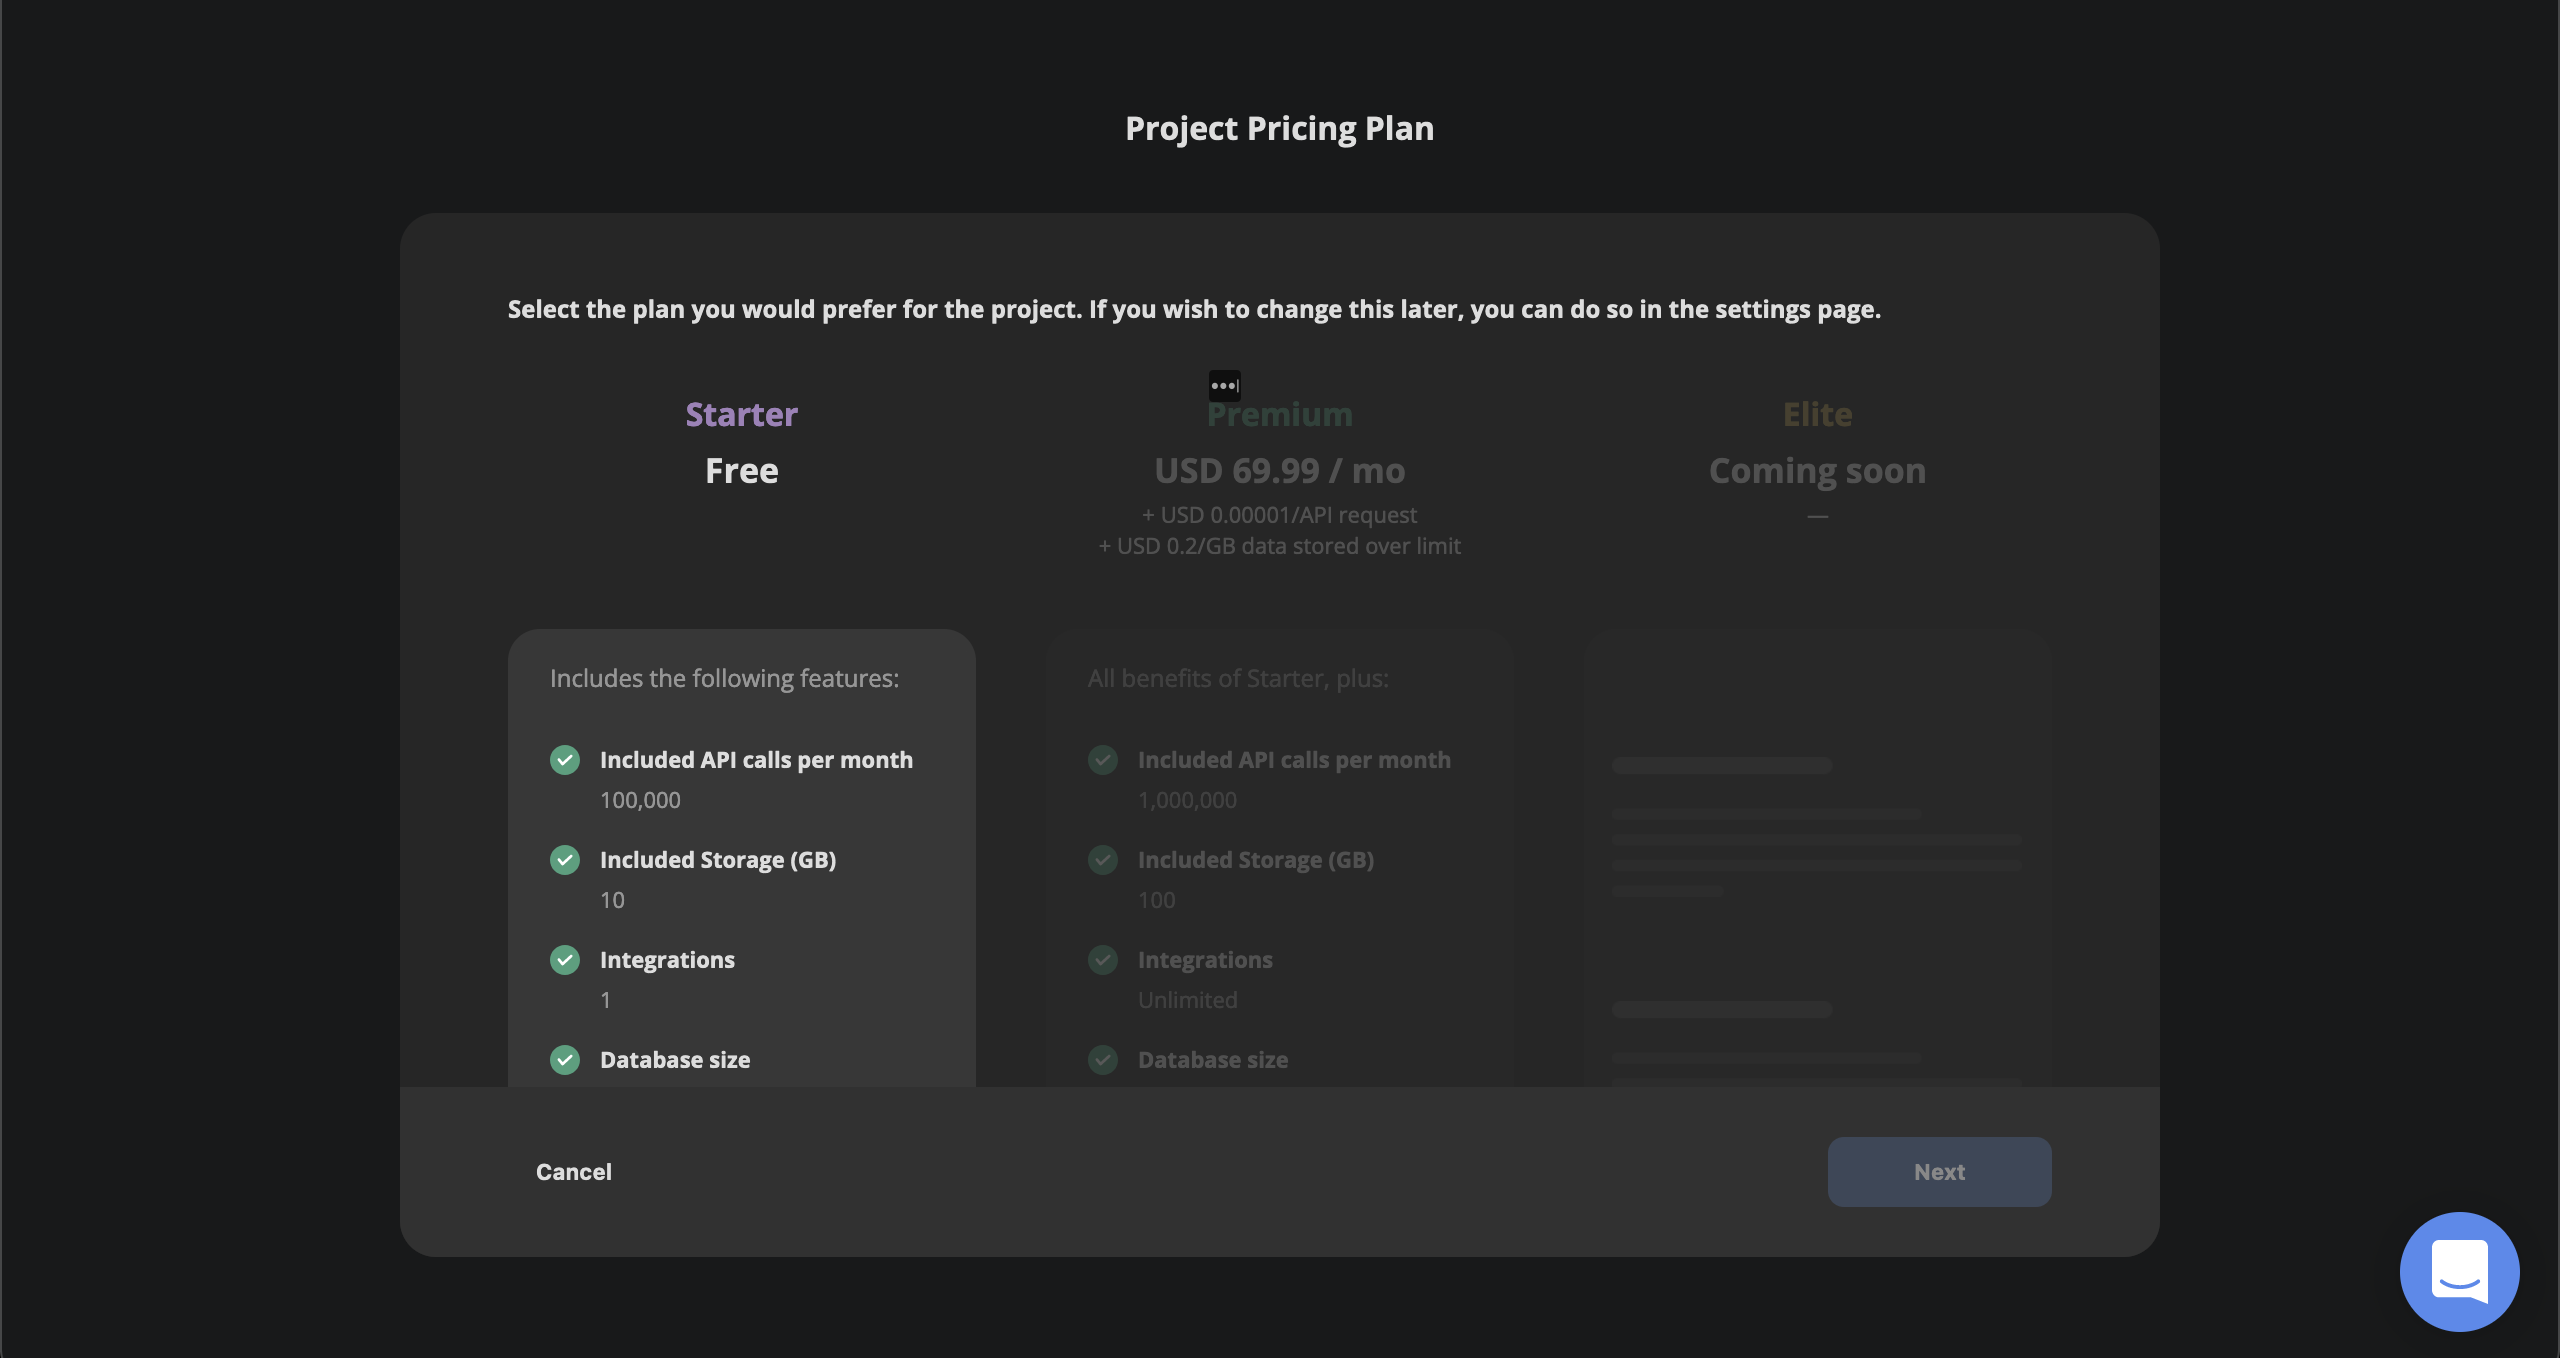 Project Pricing Plan
Select the plan you would prefer for the project. If you wish to change this later, you can do so in the settings page.
Starter
Free
Premium
USD 69.99 / mo
+ USD 0.00001/API request
+ USD 0.2/GB data stored over limit
Elite
Coming soon
—
Includes the following features:
Included API calls per month
100,000
Included Storage (GB)
10
Integrations
1
Database size
All benefits of Starter, plus:
Included API calls per month
1,000,000
Included Storage (GB)
100
Integrations
Unlimited
Database size
Cancel
Next